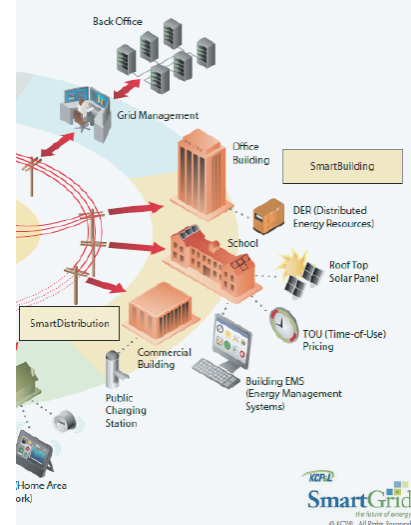 Back Office
Grid Management
Office
Building
SmartBuilding
DER (Distributed
Energy Resources)
School
Roof Top
Solar Panel
SmartDistribution
TOU (Time-of-Use)
Pricing
Commercial
Building
Building EMS
(Energy Management
Systems)
Public
Charging
Station
(Home Area
ork)
KCP&L
SmartGrid
the future of energy
© KCP&L, All Rights Reserved